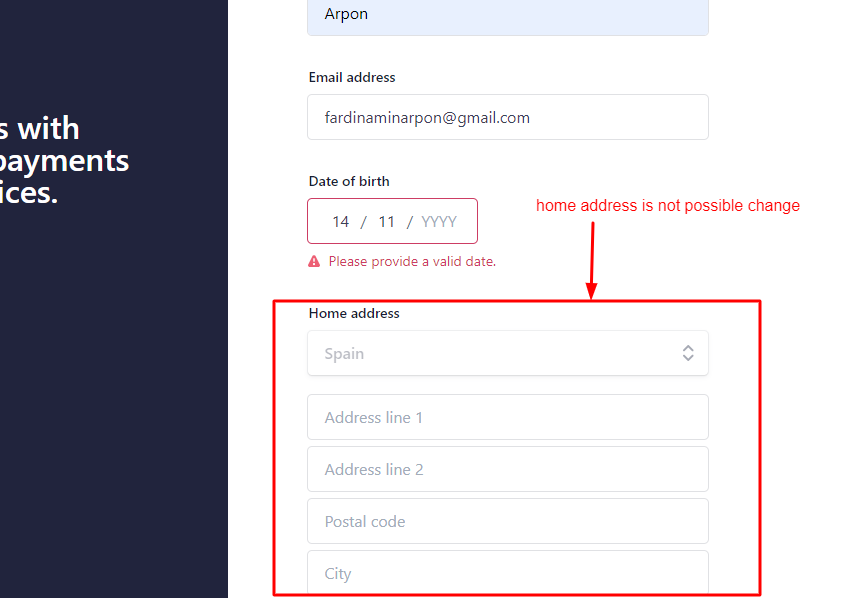 Arpon
Email address
fardinaminarpon@gmail.com
s with
payments
ices.
Date of birth
14 / 11 / YYYY
Please provide a valid date.
home address is not possible change
Home address
Spain
Address line 1
Address line 2
Postal code
City